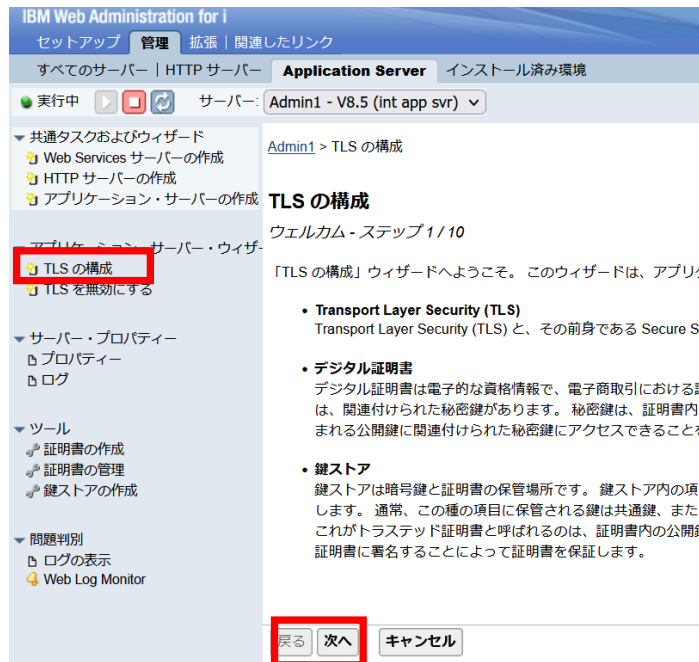 IBM Web Administration for i
セットアップ 管理 拡張 | 関連したリンク
すべてのサーバー | HTTP サーバー Application Server インストール済み環境
実行中 サーバー: Admin1 - V8.5 (int app svr)
共通タスクおよびウィザード
Web Services サーバーの作成
HTTP サーバーの作成
アプリケーション・サーバーの作成
アプリケーション・サーバー・ウィザ
TLS の構成
TLS を無効にする
サーバー・プロパティー
プロパティー
ログ
ツール
証明書の作成
証明書の管理
鍵ストアの作成
問題判別
ログの表示
Web Log Monitor
Admin1 > TLS の構成
TLS の構成
ウェルカム - ステップ 1 / 10
「TLS の構成」ウィザードへようこそ。 このウィザードは、アプリ
• Transport Layer Security (TLS)
Transport Layer Security (TLS) と、その前身である Secure S
• デジタル証明書
デジタル証明書は電子的な資格情報で、電子商取引における
は、関連付けられた秘密鍵があります。 秘密鍵は、証明書内
まれる公開鍵に関連付けられた秘密鍵にアクセスできること
• 鍵ストア
鍵ストアは暗号鍵と証明書の保管場所です。 鍵ストア内の項
します。 通常、この種の項目に保管される鍵は共通鍵、また
これがトラステッド証明書と呼ばれるのは、証明書内の公開
証明書に署名することによって証明書を保証します。
戻る 次へ キャンセル